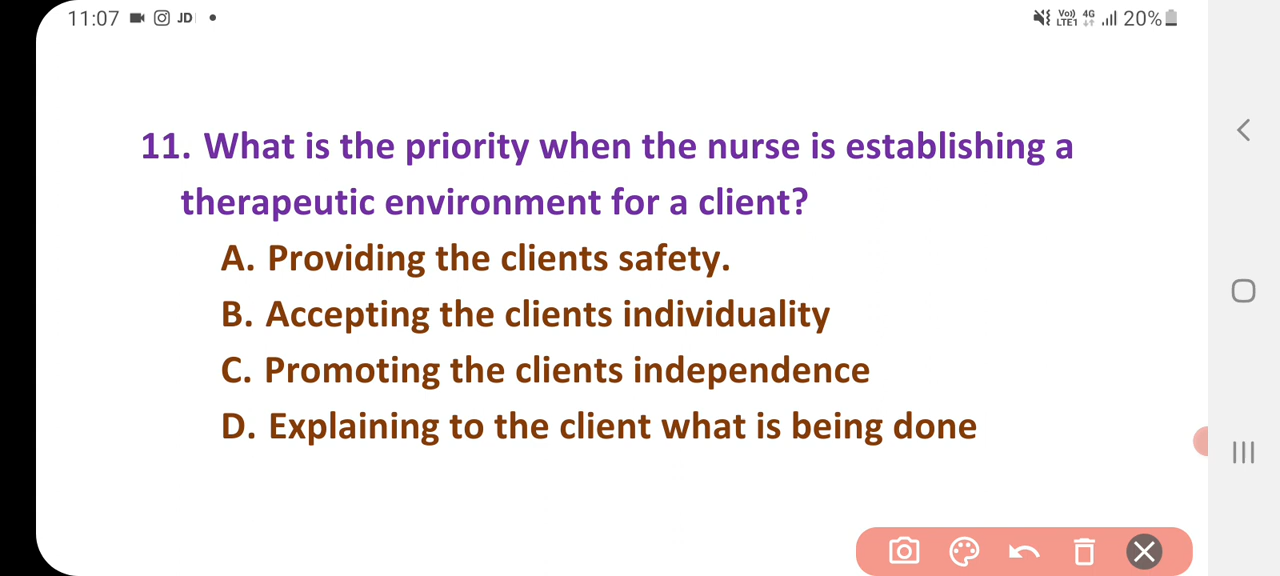 11:07 JD
Vo)) 4G
LTE1 20%
11. What is the priority when the nurse is establishing a
therapeutic environment for a client?
A. Providing the clients safety.
B. Accepting the clients individuality
C. Promoting the clients independence
D. Explaining to the client what is being done